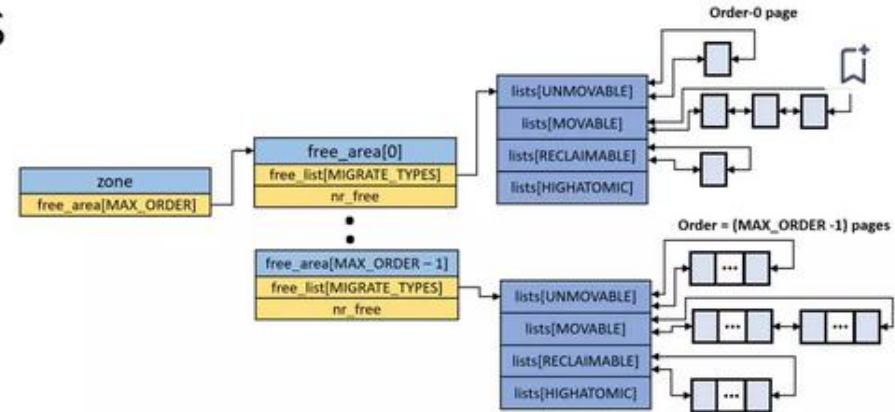 S
Order-0 page
lists[UNMOVABLE]
lists[MOVABLE]
lists[RECLAIMABLE]
lists[HIGHATOMIC]
free_area[0]
free_list[MIGRATE_TYPES]
nr_free
zone
free_area[MAX_ORDER]
Order = (MAX_ORDER -1) pages
free_area[MAX_ORDER – 1]
free_list[MIGRATE_TYPES]
nr_free
lists[UNMOVABLE]
lists[MOVABLE]
lists[RECLAIMABLE]
lists[HIGHATOMIC]